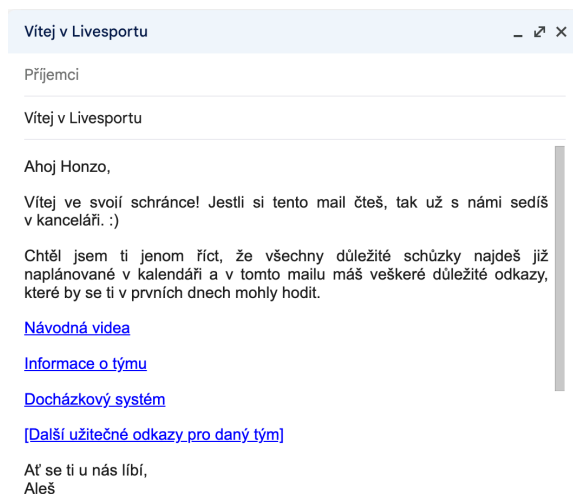 Vítej v Livesportu
Příjemci
Vítej v Livesportu
Ahoj Honzo,
Vítej ve svojí schránce! Jestli si tento mail čteš, tak už s námi sedíš
v kanceláři. :)
Chtěl jsem ti jenom říct, že všechny důležité schůzky najdeš již
naplánované v kalendáři a v tomto mailu máš veškeré důležité odkazy,
které by se ti v prvních dnech mohly hodit.
Návodná videa
Informace o týmu
Docházkový systém
[Další užitečné odkazy pro daný tým]
Ať se ti u nás líbí,
Aleš